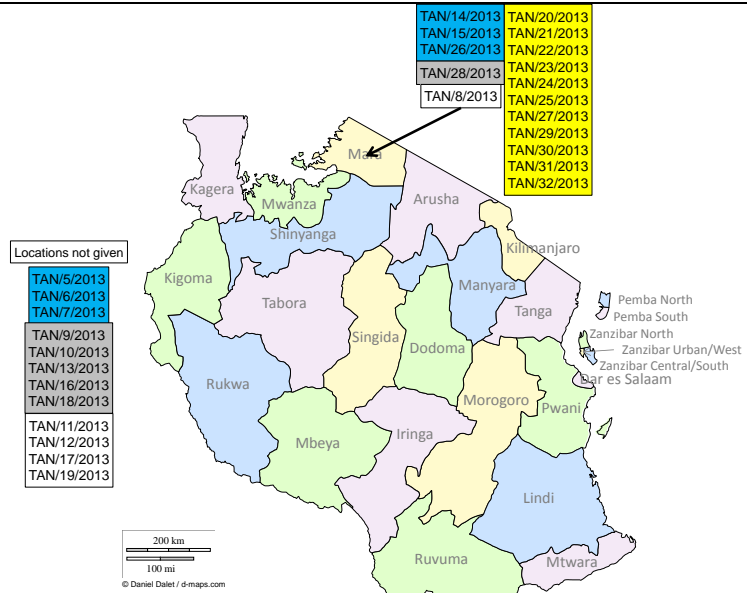 TAN/14/2013
TAN/15/2013
TAN/26/2013
TAN/28/2013
TAN/8/2013
TAN/20/2013
TAN/21/2013
TAN/22/2013
TAN/23/2013
TAN/24/2013
TAN/25/2013
TAN/27/2013
TAN/29/2013
TAN/30/2013
TAN/31/2013
TAN/32/2013
Mara
Kagera
Mwanza
Arusha
Shinyanga
Kilimanjaro
Locations not given
TAN/5/2013
TAN/6/2013
TAN/7/2013
TAN/9/2013
TAN/10/2013
TAN/13/2013
TAN/16/2013
TAN/18/2013
TAN/11/2013
TAN/12/2013
TAN/17/2013
TAN/19/2013
Kigoma
Tabora
Manyara
Tanga
Singida
Dodoma
Pemba North
Pemba South
Zanzibar North
Zanzibar Urban/West
Zanzibar Central/South
Dar es Salaam
Rukwa
Morogoro
Pwani
Mbeya
Iringa
Lindi
Ruvuma
Mtwara
200 km
100 mi
© Daniel Dalet / d-maps.com